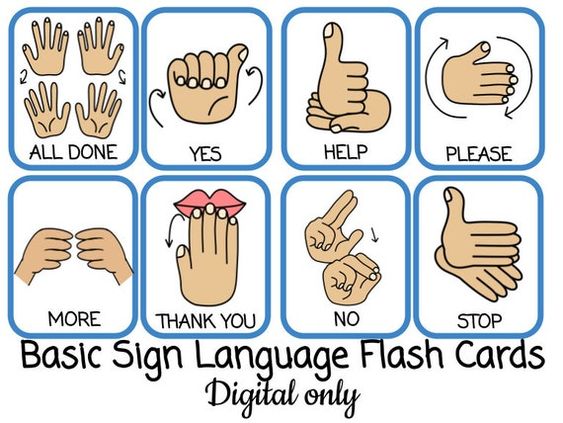 ALL DONE
YES
HELP
PLEASE
MORE
THANK YOU
NO
STOP
Basic Sign Language Flash Cards
Digital only